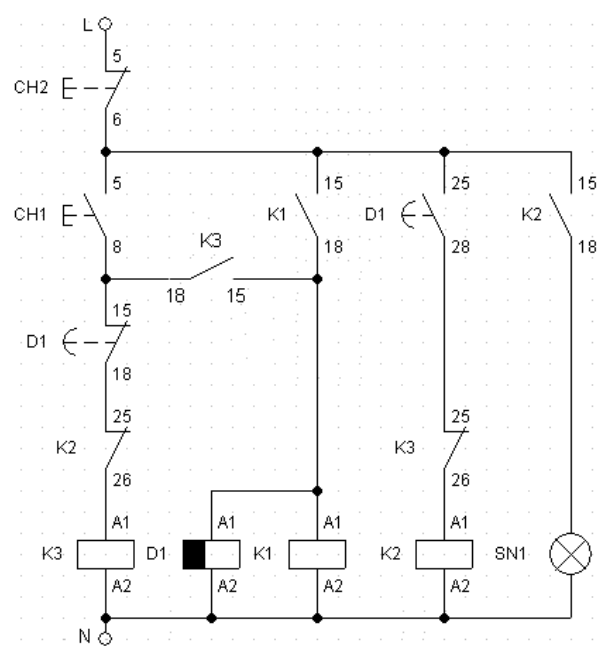 L
5
CH2
6
5 15 25 15
CH1 K1 D1 K2
8 K3 18 28 18
18 15
15
D1
18
25 25
K2 K3
26 26
A1 A1 A1 A1
K3 D1 K1 K2 SN1
A2 A2 A2 A2
N